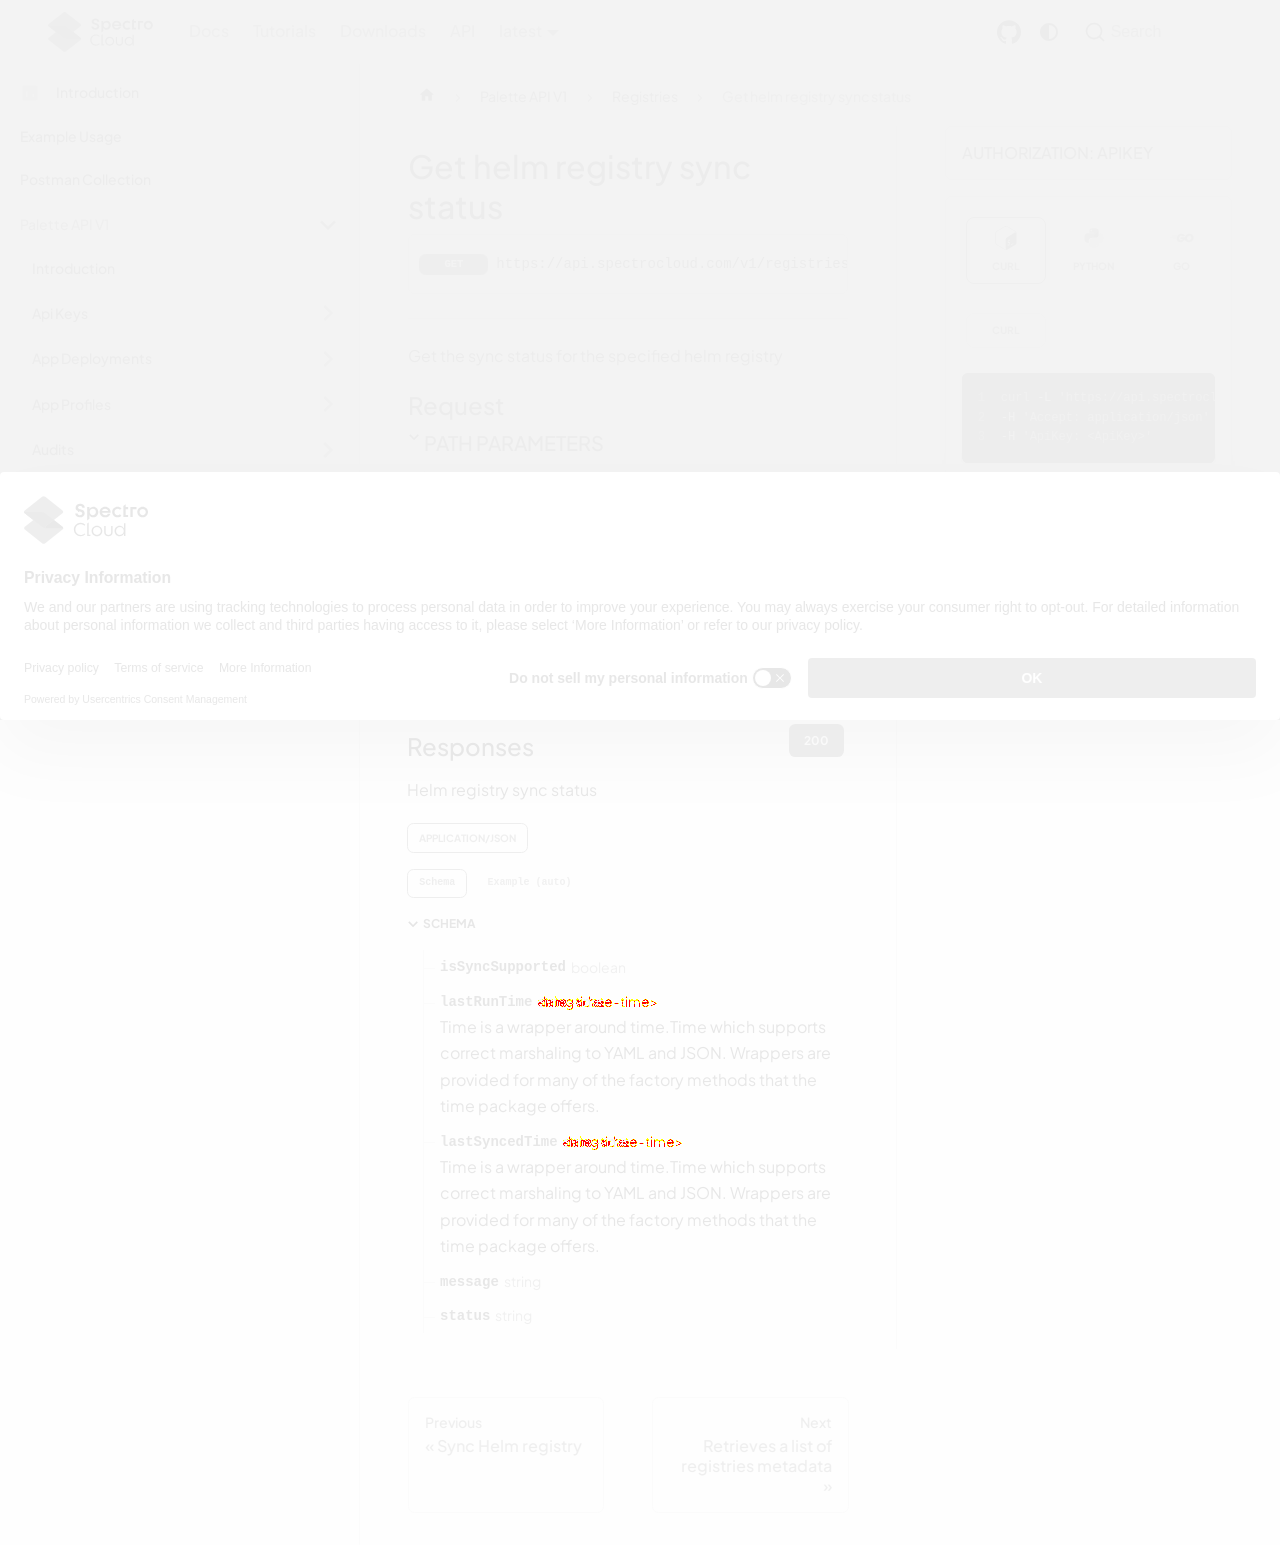 Spectro Cloud
Docs Tutorials Downloads API latest Search
Introduction
Palette API V1 Registries Get helm registry sync status
Example Usage
Postman Collection
Palette API V1
Introduction
Api Keys
App Deployments
App Profiles
Audits
Get helm registry sync
status
GET https://api.spectrocloud.com/v1/registries
Get the sync status for the specified helm registry
Request
PATH PARAMETERS
AUTHORIZATION: APIKEY
CURL PYTHON GO
CURL
Spectro
Cloud
Privacy Information
We and our partners are using tracking technologies to process personal data in order to improve your experience. You may always exercise your consumer right to opt-out. For detailed information
about personal information we collect and third parties having access to it, please select 'More Information' or refer to our privacy policy.
Privacy policy Terms of service More Information
Do not sell my personal information OK
Powered by Usercentrics Consent Management
Responses 200
Helm registry sync status
APPLICATION/JSON
Schema Example (auto)
SCHEMA
isSyncSupported boolean
lastRunTime
Time is a wrapper around time.Time which supports
correct marshaling to YAML and JSON. Wrappers are
provided for many of the factory methods that the
time package offers.
lastSyncedTime
Time is a wrapper around time.Time which supports
correct marshaling to YAML and JSON. Wrappers are
provided for many of the factory methods that the
time package offers.
message string
status string
Previous
« Sync Helm registry
Next
Retrieves a list of
registries metadata
»